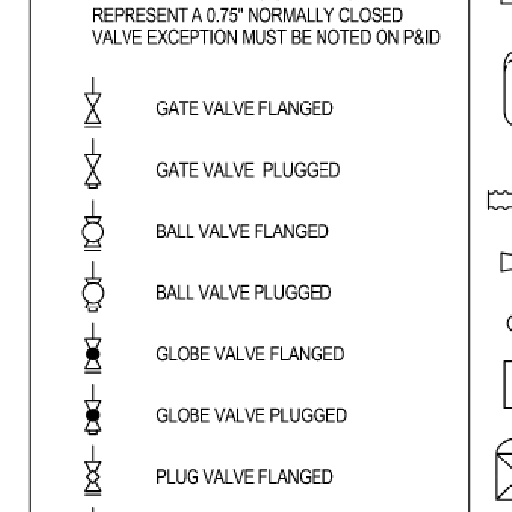 REPRESENT A 0.75" NORMALLY CLOSED
VALVE EXCEPTION MUST BE NOTED ON P&ID
GATE VALVE FLANGED
GATE VALVE PLUGGED
BALL VALVE FLANGED
BALL VALVE PLUGGED
GLOBE VALVE FLANGED
GLOBE VALVE PLUGGED
PLUG VALVE FLANGED